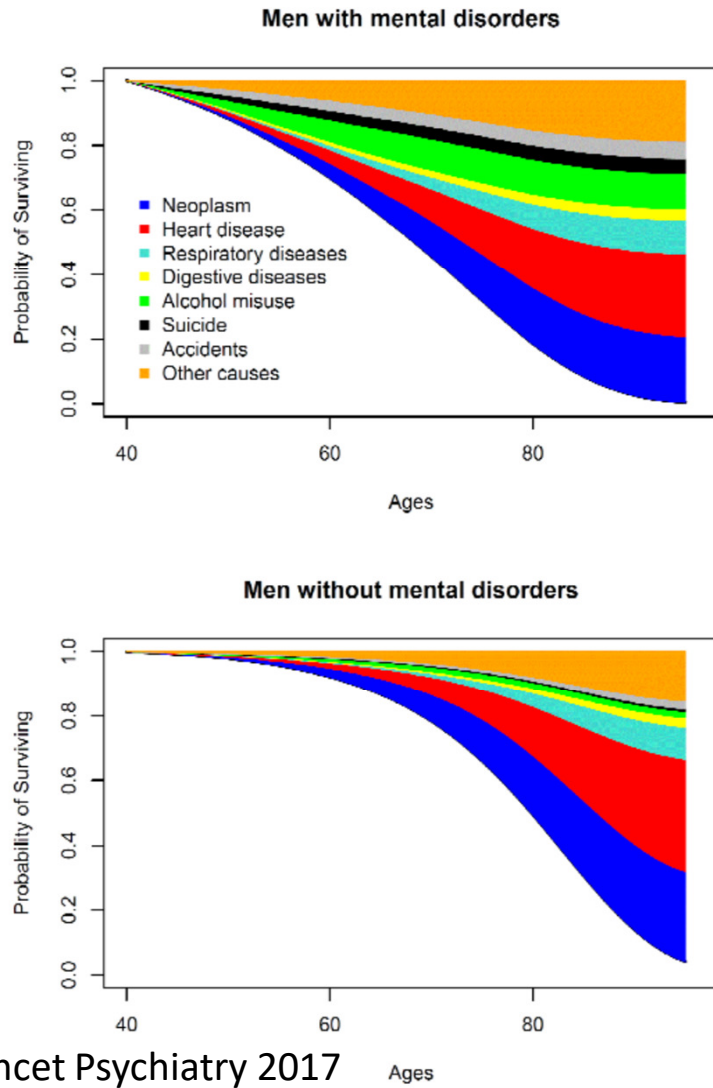 Men with mental disorders
Probability of Surviving
1.0
0.8
0.6
0.4
0.2
0.0
Neoplasm
Heart disease
Respiratory diseases
Digestive diseases
Alcohol misuse
Suicide
Accidents
Other causes
40 60 80
Ages
Men without mental disorders
Probability of Surviving
1.0
0.8
0.6
0.4
0.2
0.0
40 60 80
Ages
Psychiatry 2017